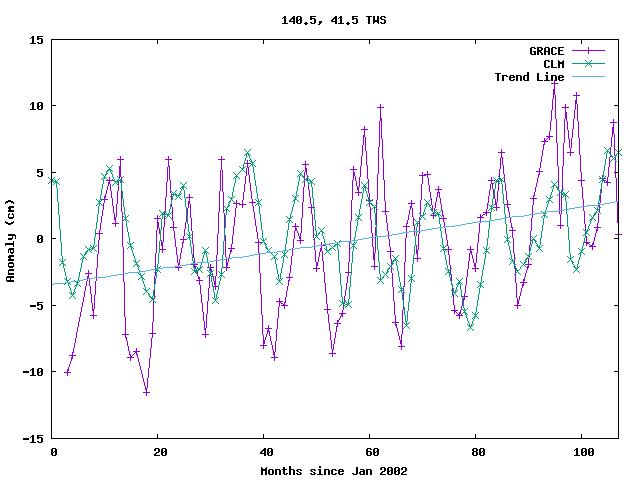 140.5, 41.5 TWS
GRACE
CLM
Trend Line
Anomaly (cm)
15
10
5
0
-5
-10
-15
0 20 40 60 80 100
Months since Jan 2002